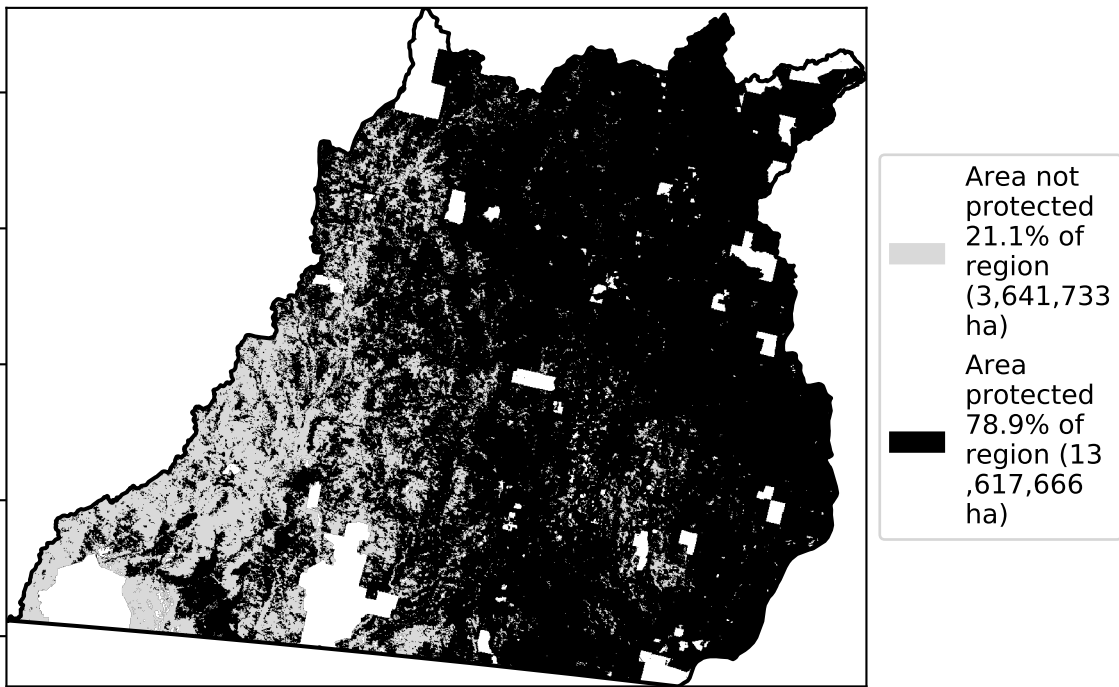 Area not
protected
21.1% of
region
(3,641,733
ha)
Area
protected
78.9% of
region (13
,617,666
ha)